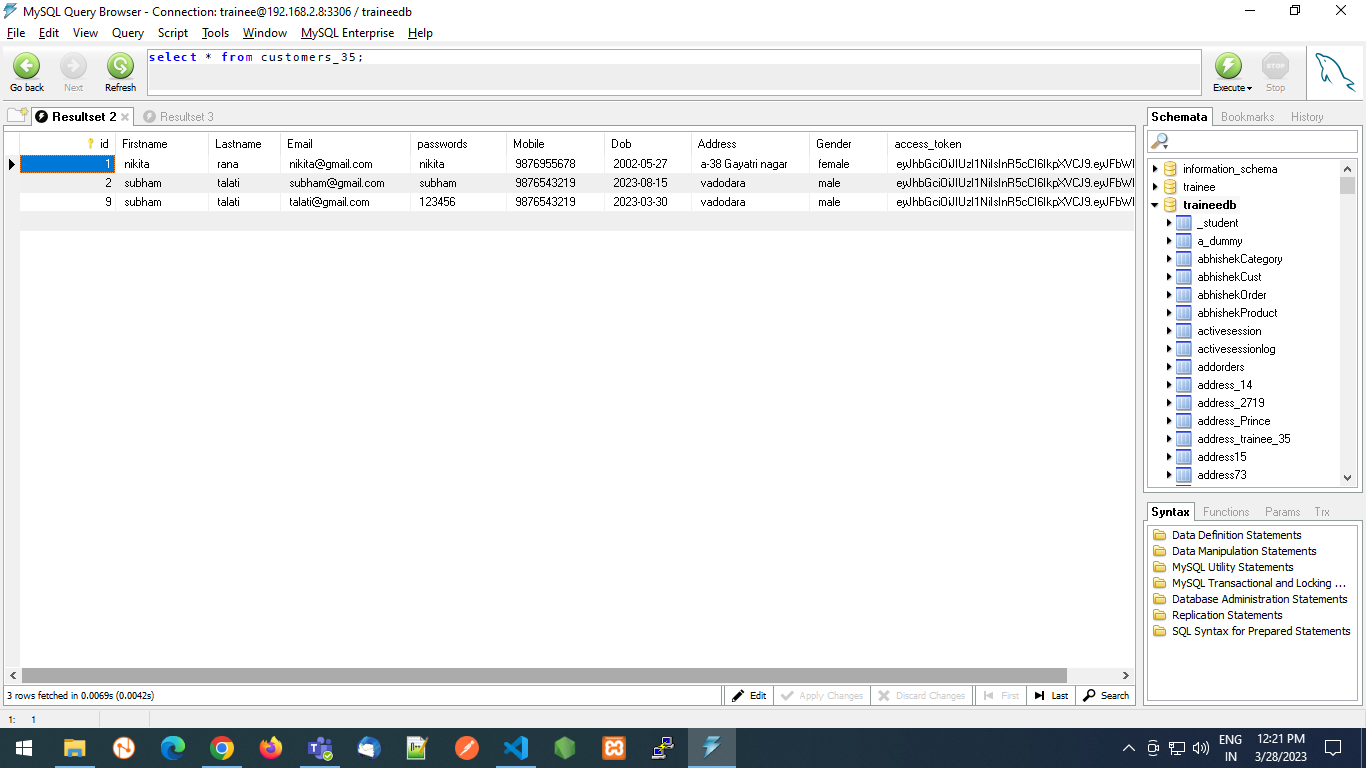 MySQL Query Browser - Connection: trainee@192.168.2.8:3306 / traineedb
File Edit View Query Script Tools Window MySQL Enterprise Help
select * from customers_35;
Go back Next Refresh Execute Stop
Resultset 2 Resultset 3
id Firstname Lastname Email passwords Mobile Dob Address Gender access_token
1 nikita rana nikita@gmail.com nikita 9876955678 2002-05-27 a-38 Gayatri nagar female
2 subham talati subham@gmail.com subham 9876543219 2023-08-15 vadodara male
9 subham talati talati@gmail.com 123456 9876543219 2023-03-30 vadodara male
3 rows fetched in 0.0069s (0.0042s)
Edit Apply Changes Discard Changes First Last Search
1: 1
Schemata Bookmarks History
information_schema
trainee
traineedb
_student
a_dummy
abhishekCategory
abhishekCust
abhishekOrder
abhishekProduct
activesession
activesessionlog
addorders
address_14
address_2719
address_Prince
address_trainee_35
address15
address73
Syntax Functions Params Trx
Data Definition Statements
Data Manipulation Statements
MySQL Utility Statements
MySQL Transactional and Locking ...
Database Administration Statements
Replication Statements
SQL Syntax for Prepared Statements
ENG
IN
12:21 PM
3/28/2023